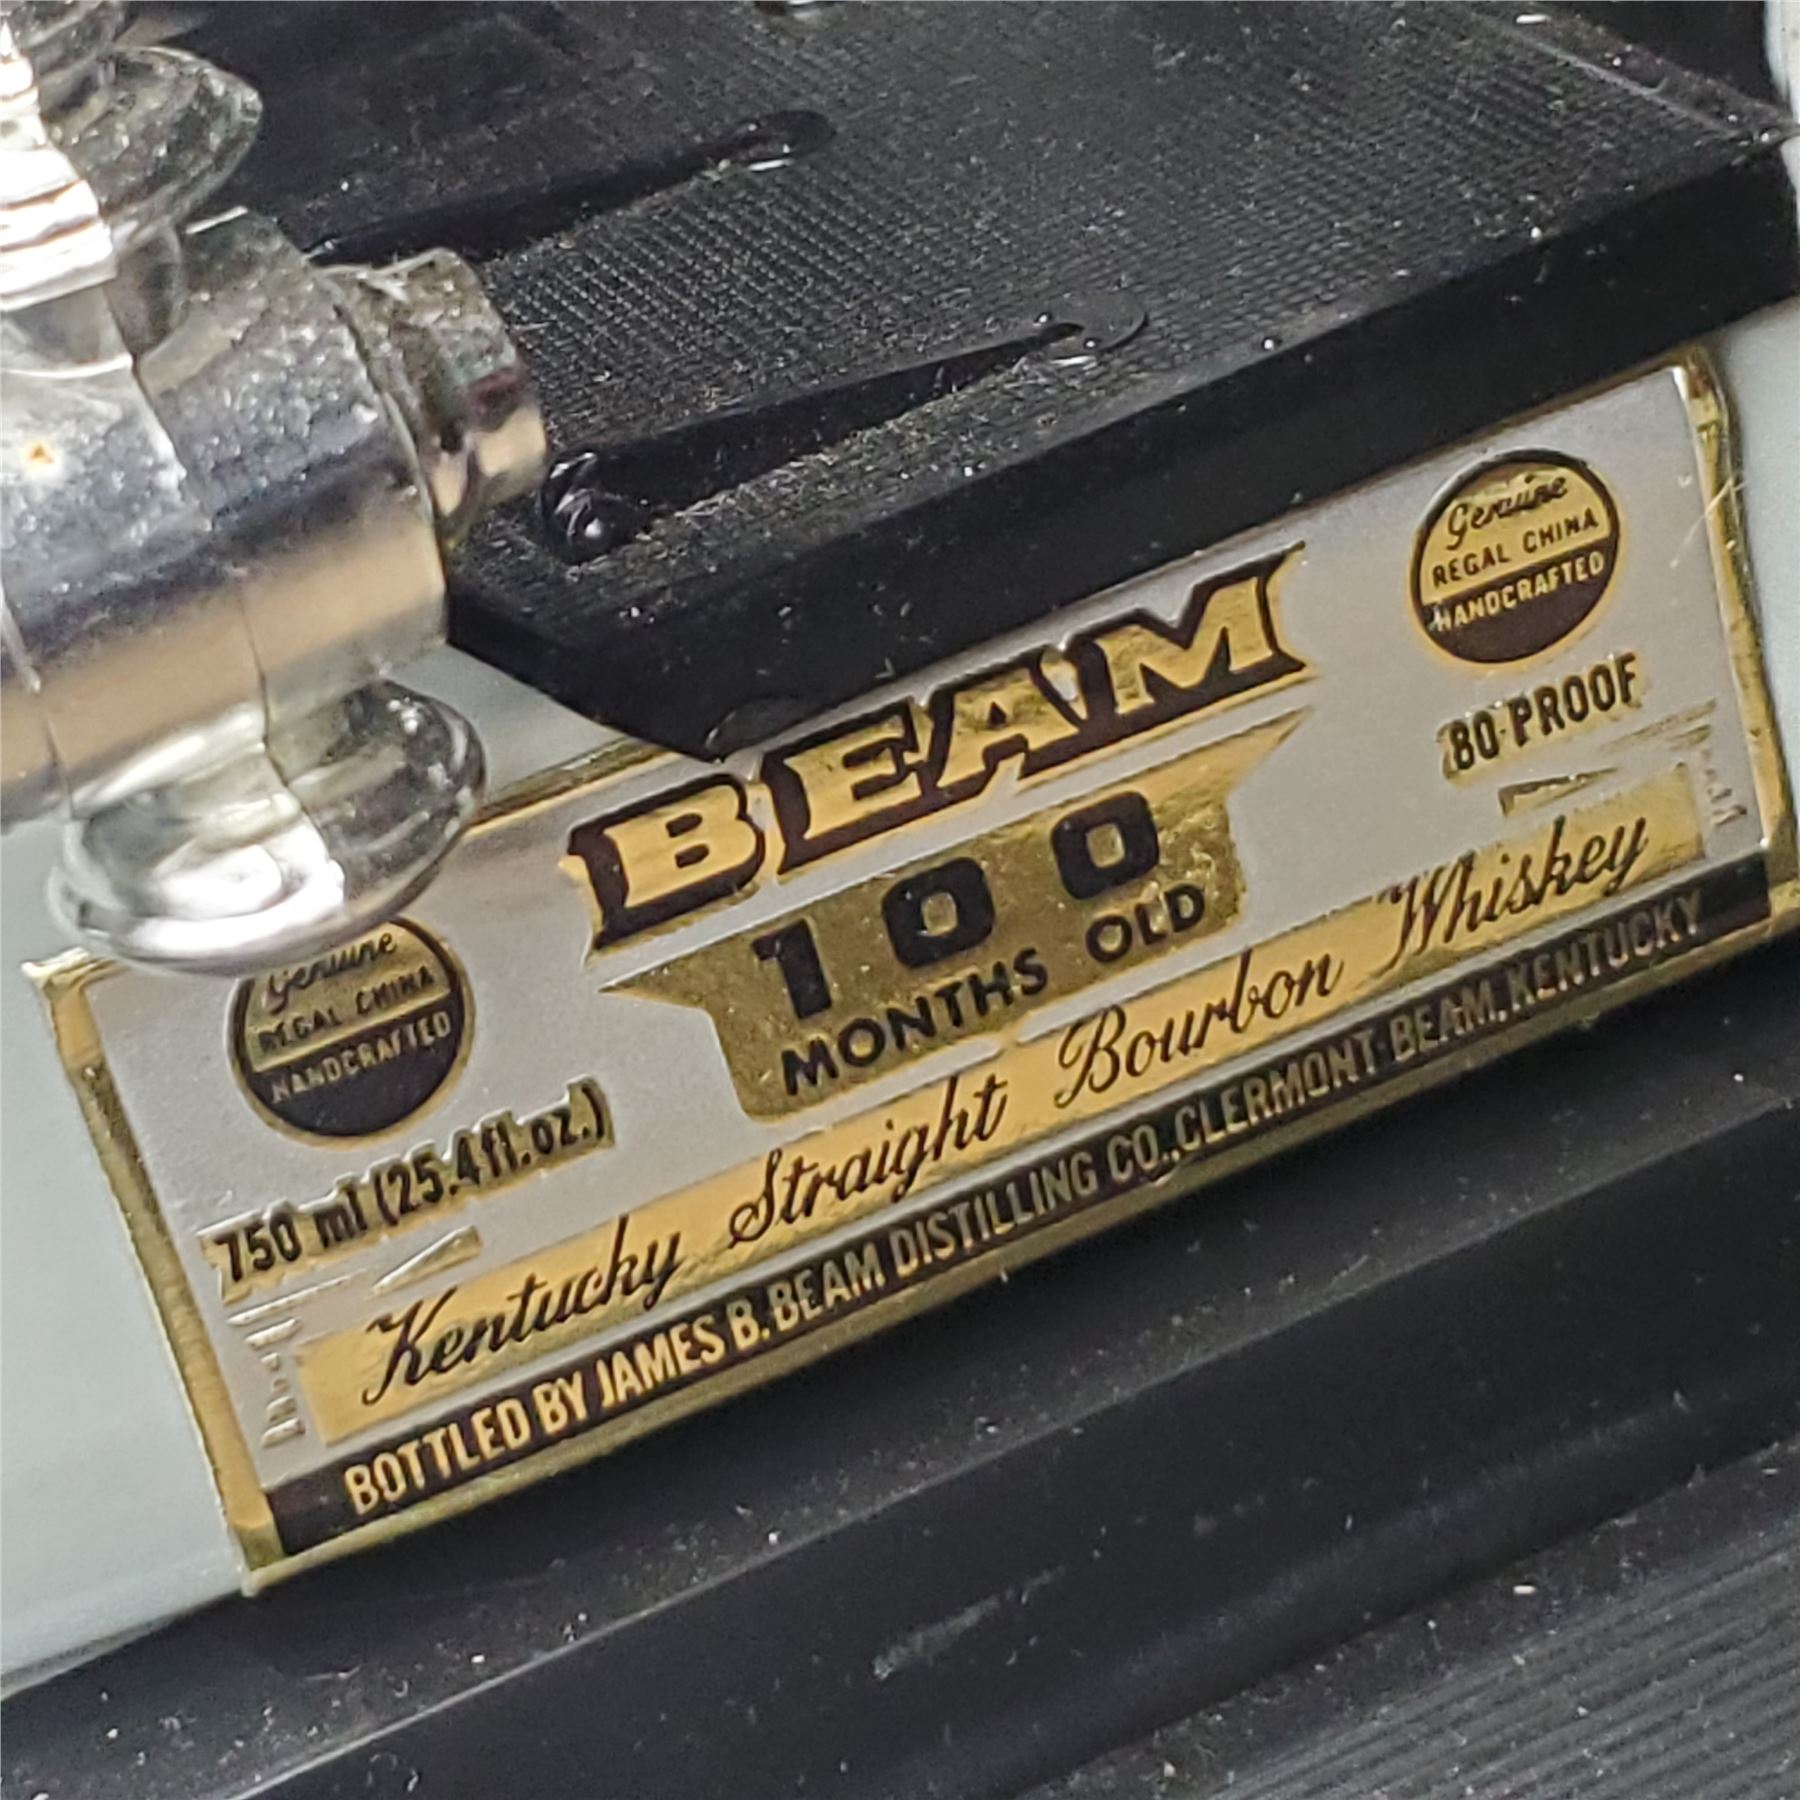 BEAM
100
MONTHS OLD
Genuine
REGAL CHINA
HANDCRAFTED
80 PROOF
Genuine
REGAL CHINA
HANDCRAFTED
750 ml (25.4 fl. oz.)
Kentucky Straight Bourbon Whiskey
BOTTLED BY JAMES B. BEAM DISTILLING CO., CLERMONT-BEAM, KENTUCKY